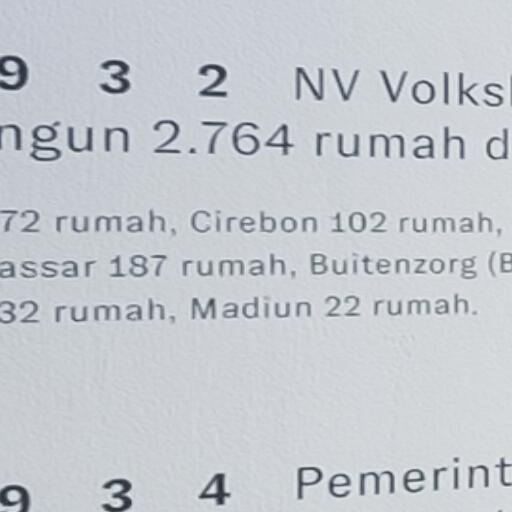 9 3 2 NV Volks
ngun 2.764 rumah d
72 rumah, Cirebon 102 rumah,
assar 187 rumah, Buitenzorg (B
32 rumah, Madiun 22 rumah.
9 3 4 Pemerint